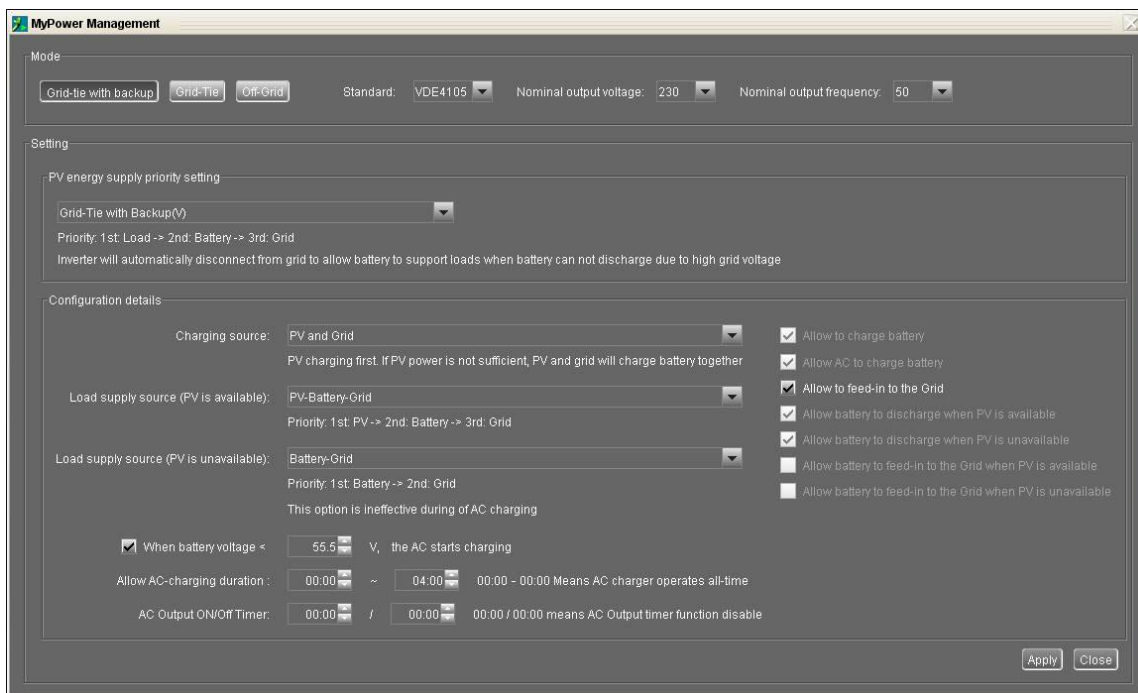 MyPower Management
Mode
Grid-tie with backup Grid-Tie Off-Grid Standard: VDE4105 Nominal output voltage: 230 Nominal output frequency: 50
Setting
PV energy supply priority setting
Grid-Tie with Backup(V)
Priority: 1st: Load -> 2nd: Battery -> 3rd: Grid
Inverter will automatically disconnect from grid to allow battery to support loads when battery can not discharge due to high grid voltage
Configuration details
Charging source: PV and Grid
PV charging first. If PV power is not sufficient, PV and grid will charge battery together
Load supply source (PV is available): PV-Battery-Grid
Priority: 1st: PV -> 2nd: Battery -> 3rd: Grid
Load supply source (PV is unavailable): Battery-Grid
Priority: 1st: Battery -> 2nd: Grid
This option is ineffective during of AC charging
When battery voltage < 55.5 V, the AC starts charging
Allow AC-charging duration : 00:00 ~ 04:00 00:00 - 00:00 Means AC charger operates all-time
AC Output ON/Off Timer: 00:00 / 00:00 00:00 / 00:00 means AC Output timer function disable
Allow to charge battery
Allow AC to charge battery
Allow to feed-in to the Grid
Allow battery to discharge when PV is available
Allow battery to discharge when PV is unavailable
Allow battery to feed-in to the Grid when PV is available
Allow battery to feed-in to the Grid when PV is unavailable
Apply Close